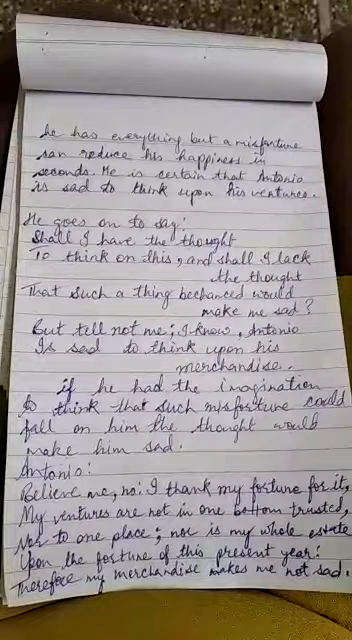 he has everything but a misfortune
can reduce his happiness in
seconds. He is certain that Antonio
is sad to think upon his ventures.
He goes on to say:
Shall I have the thought
To think on this, and shall I lack
the thought
That such a thing bechanced would
make me sad?
But tell not me; I know, Antonio
Is sad to think upon his
merchandise.
if he had the imagination
to think that such misfortune could
fall on him the thought would
make him sad.
Antonio:
Believe me, no: I thank my fortune for it,
My ventures are not in one bottom trusted,
Nor to one place; nor is my whole estate
Upon the fortune of this present year:
Therefore my merchandise makes me not sad.